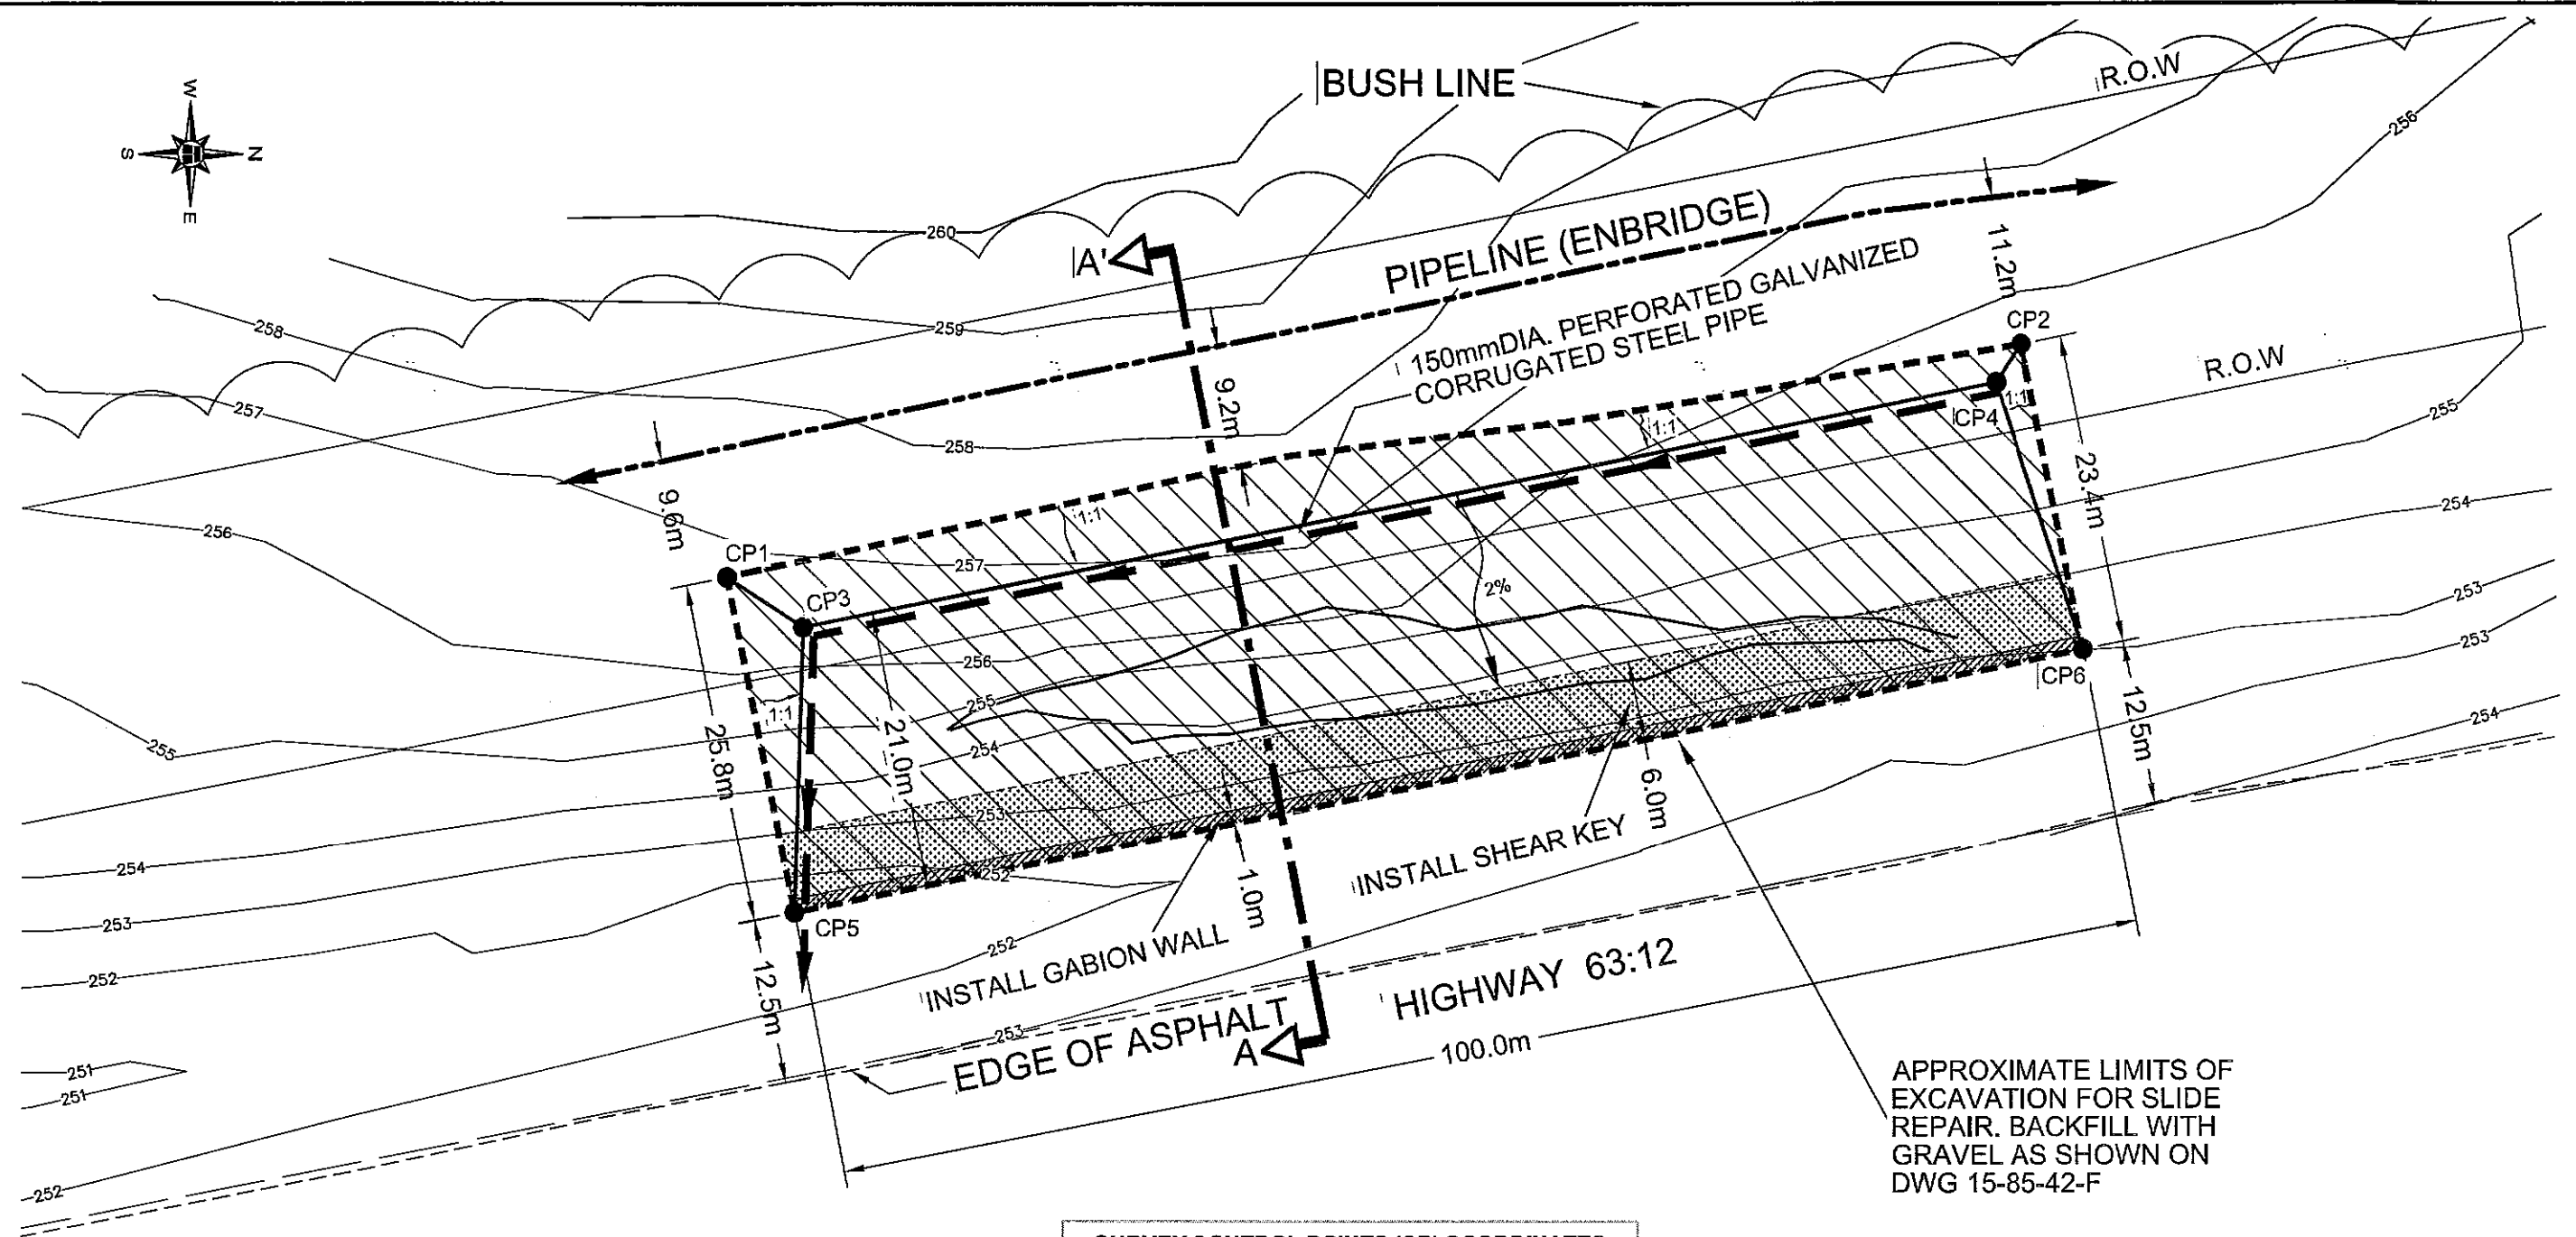 BUSH LINE
R.O.W
W
S
N
E
256
260
A'
PIPELINE (ENBRIDGE)
11.2m
150mmDIA. PERFORATED GALVANIZED
CORRUGATED STEEL PIPE
258
259
CP2
R.O.W
257
9.2m
258
CP4
1:1
1:1
255
9.6m
1:1
23.4m
256
CP1
257
254
2%
CP3
253
256
CP6
255
1:1
255
25.8m
21.0m
254
12.5m
254
6.0m
253
254
INSTALL SHEAR KEY
252
1.0m
253
CP5
252
252
12.5m
INSTALL GABION WALL
HIGHWAY 63:12
253
EDGE OF ASPHALT
A
100.0m
251
251
252
APPROXIMATE LIMITS OF
EXCAVATION FOR SLIDE
REPAIR. BACKFILL WITH
GRAVEL AS SHOWN ON
DWG 15-85-42-F